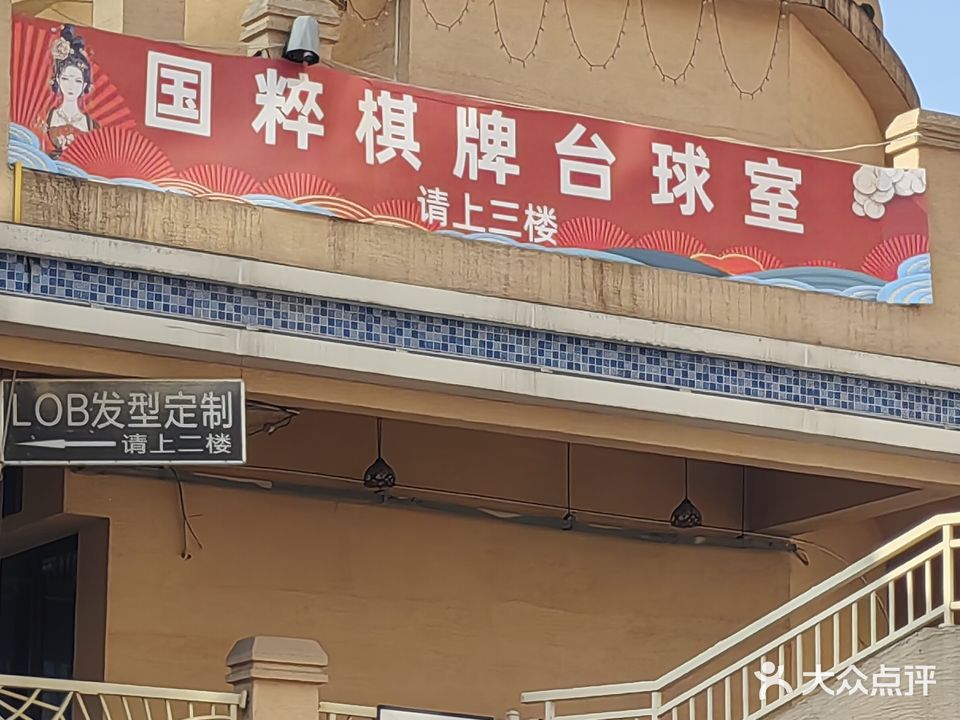 国粹棋牌台球室
请上三楼
LOB发型定制
请上二楼
大众点评